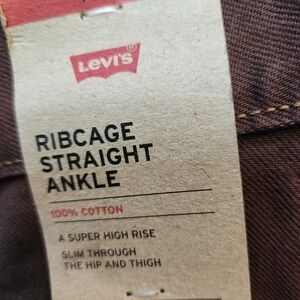 Levi's
RIBCAGE
STRAIGHT
ANKLE
100% COTTON
A SUPER HIGH RISE
SLIM THROUGH
THE HIP AND THIGH